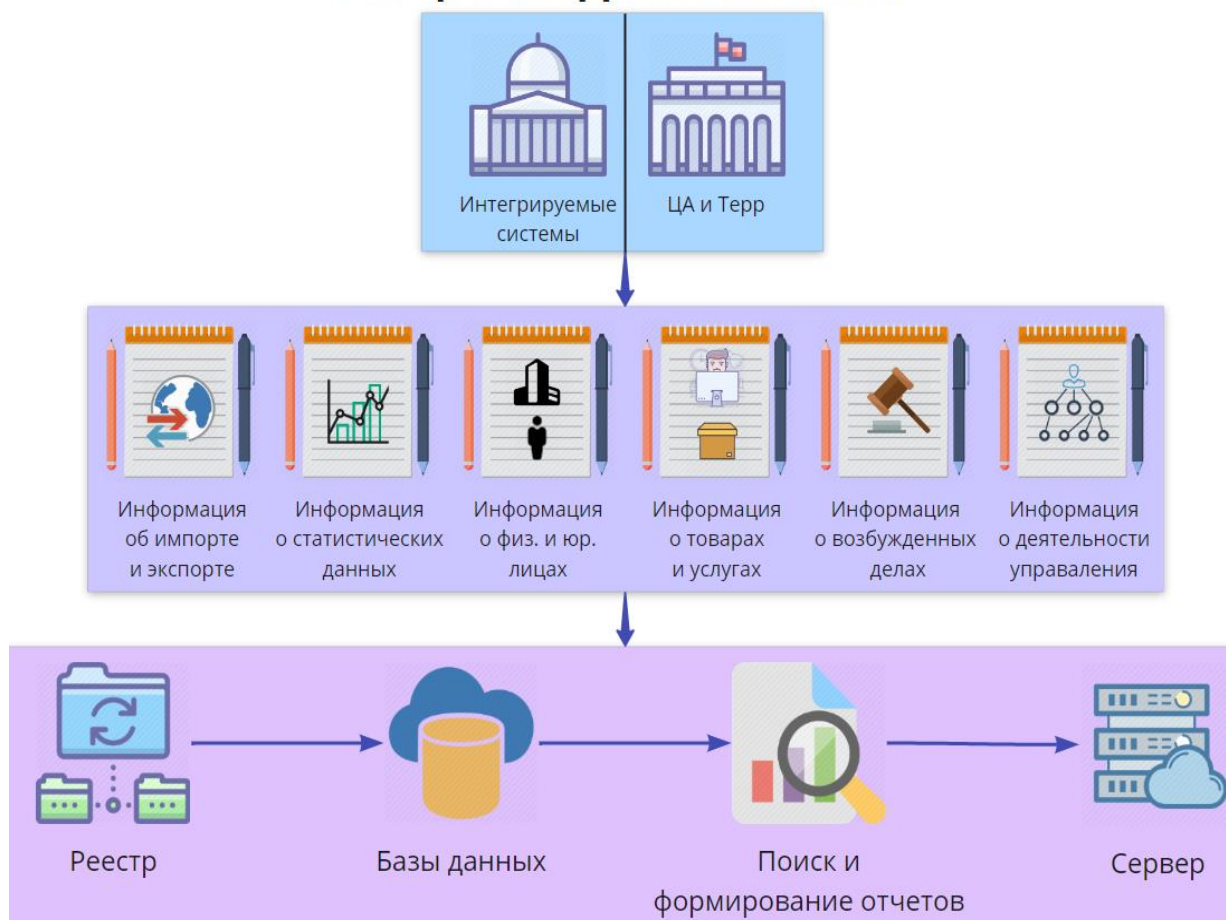 Интегрируемые
системы
ЦА и Терр
Информация
об импорте
и экспорте
Информация
о статистических
данных
Информация
о физ. и юр.
лицах
Информация
о товарах
и услугах
Информация
о возбужденных
делах
Информация
о деятельности
управаления
Реестр
Базы данных
Поиск и
формирование отчетов
Сервер